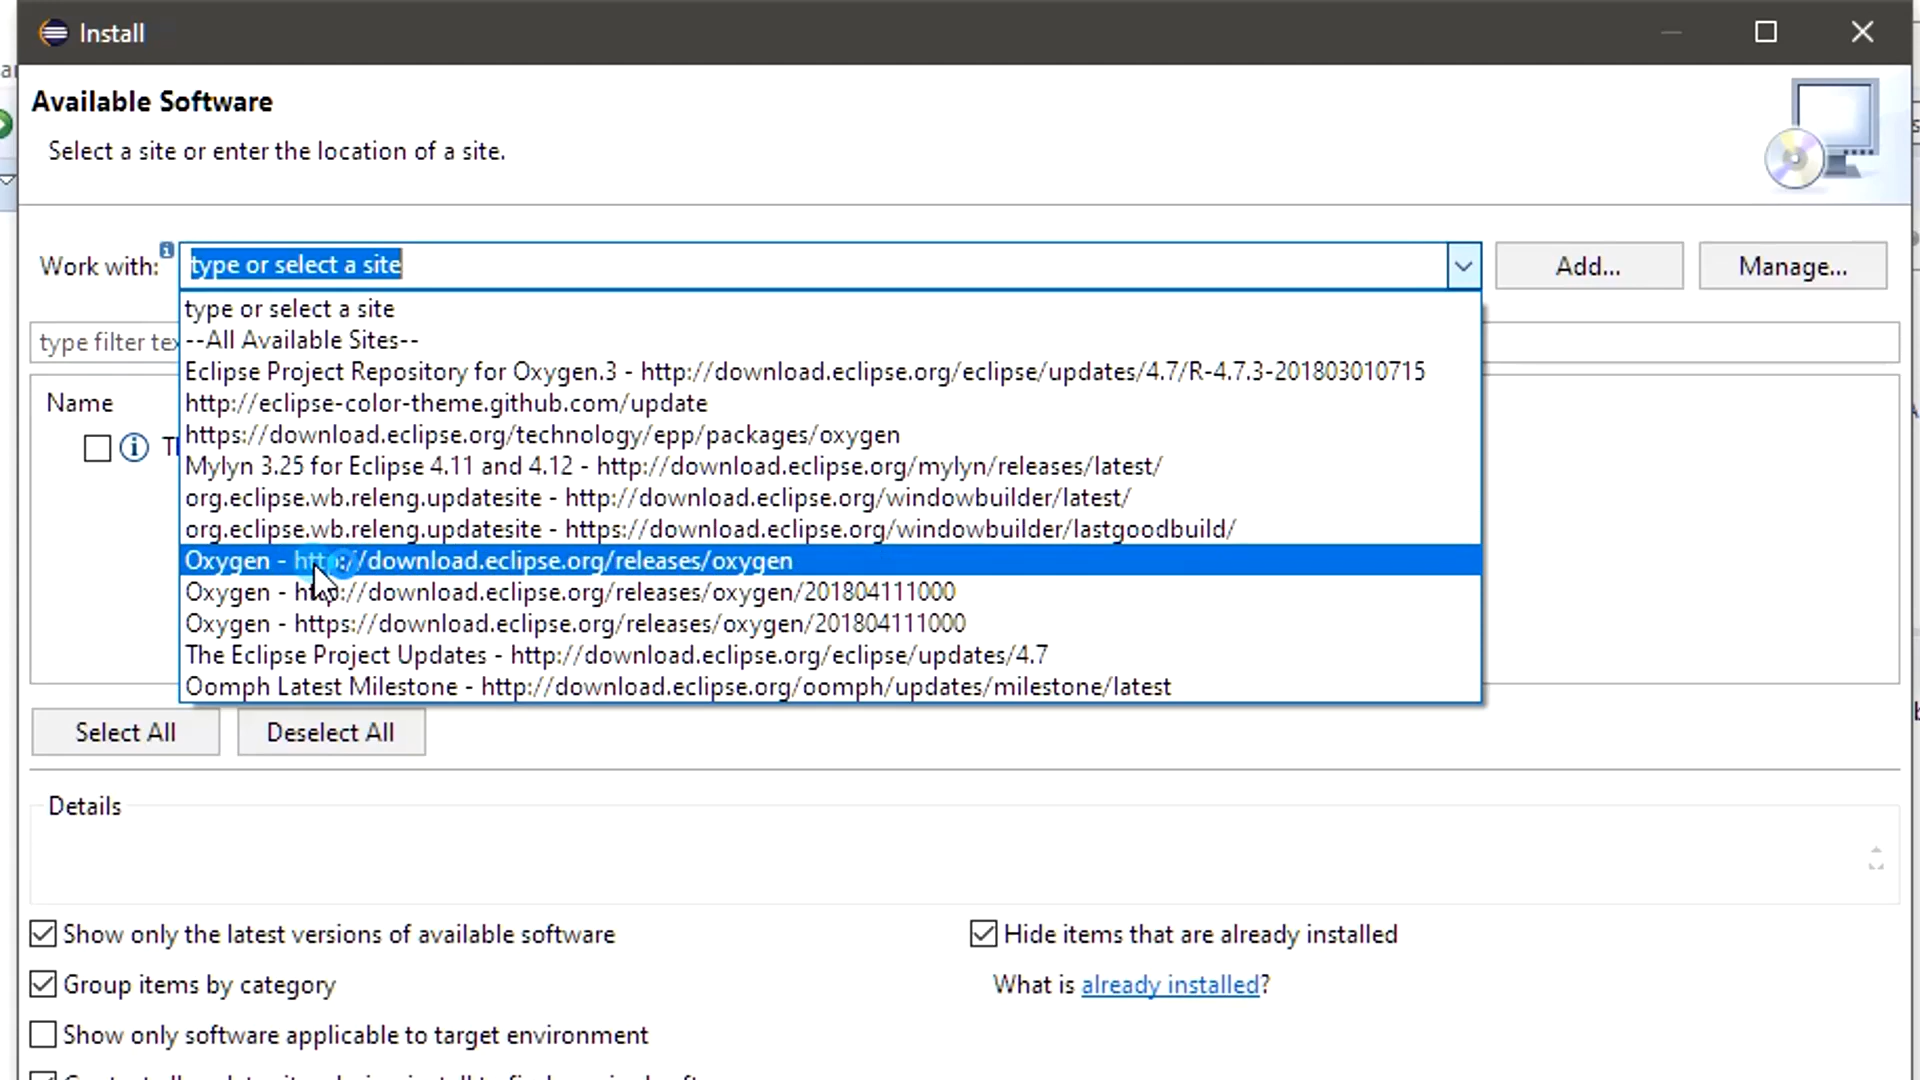 Install
Available Software
Select a site or enter the location of a site.
Work with: type or select a site Add... Manage...
type or select a site
--All Available Sites--
type filter
Eclipse Project Repository for Oxygen.3 - http://download.eclipse.org/eclipse/updates/4.7/R-4.7.3-201803010715
Name
http://eclipse-color-theme.github.com/update
https://download.eclipse.org/technology/epp/packages/oxygen
Mylyn 3.25 for Eclipse 4.11 and 4.12 - http://download.eclipse.org/mylyn/releases/latest/
org.eclipse.wb.releng.updatesite - http://download.eclipse.org/windowbuilder/latest/
org.eclipse.wb.releng.updatesite - https://download.eclipse.org/windowbuilder/lastgoodbuild/
Oxygen - http://download.eclipse.org/releases/oxygen
Oxygen - http://download.eclipse.org/releases/oxygen/201804111000
Oxygen - https://download.eclipse.org/releases/oxygen/201804111000
The Eclipse Project Updates - http://download.eclipse.org/eclipse/updates/4.7
Oomph Latest Milestone - http://download.eclipse.org/oomph/updates/milestone/latest
Select All Deselect All
Details
Show only the latest versions of available software Hide items that are already installed
Group items by category What is already installed?
Show only software applicable to target environment